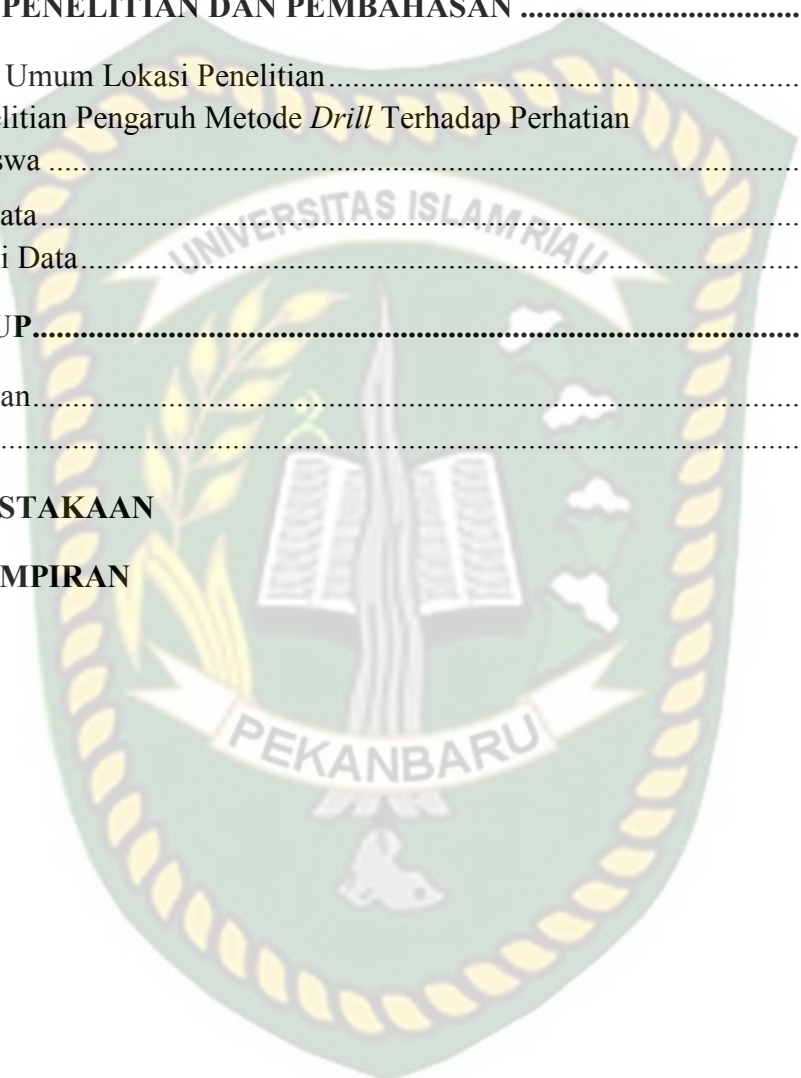 PENELITIAN DAN PEMBAHASAN ....................................
Umum Lokasi Penelitian ....................................
elitian Pengaruh Metode Drill Terhadap Perhatian
swa ....................................
ata ....................................
UNIVERSITAS ISLAM RIAU
i Data ....................................
UP ....................................
an ....................................
....................................
STAKAAN
MPIRAN
PEKANBARU